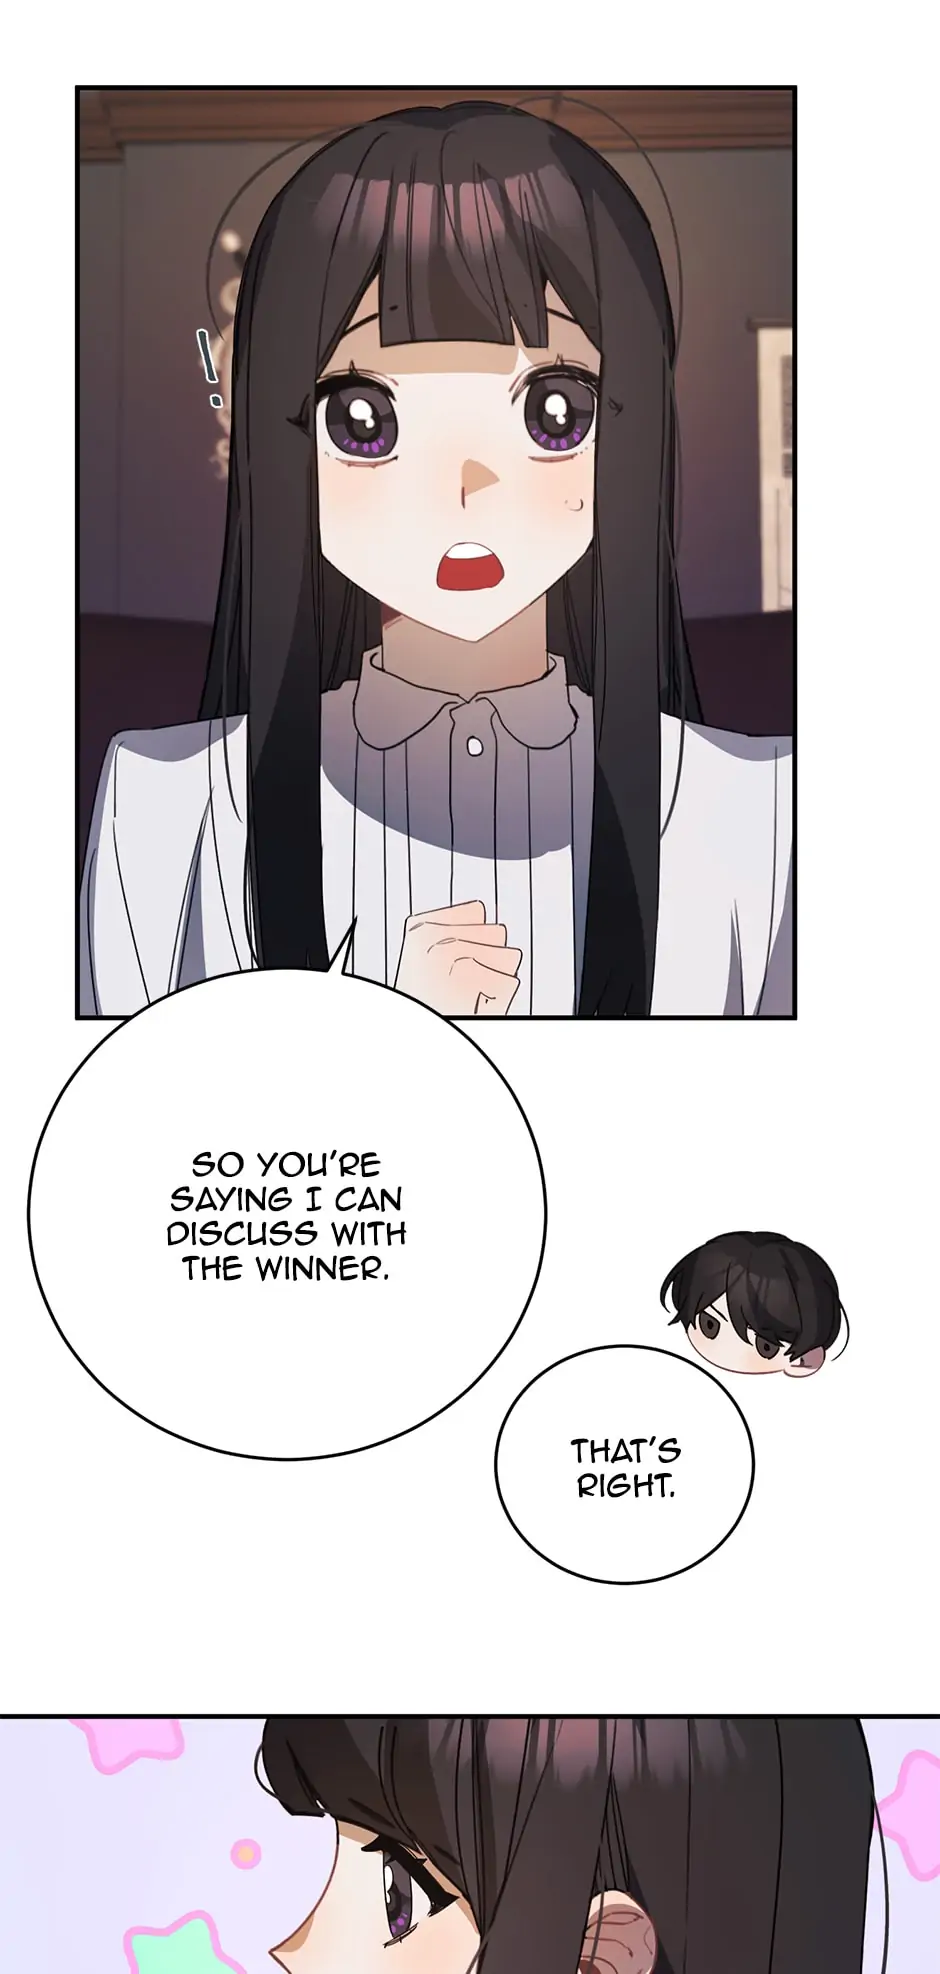 SO YOU'RE
SAYING I CAN
DISCUSS WITH
THE WINNER.
THAT'S
RIGHT.